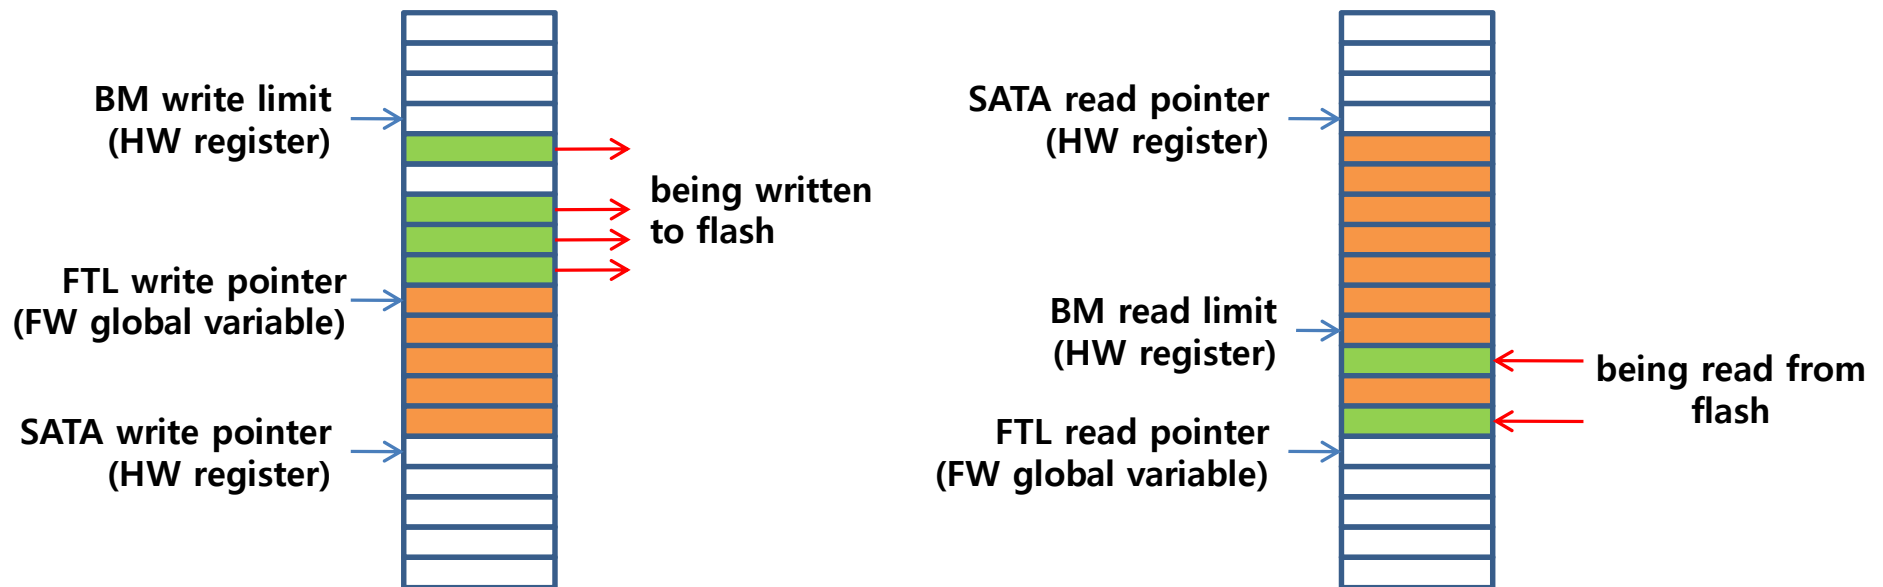 BM write limit
(HW register)
being written
to flash
FTL write pointer
(FW global variable)
SATA write pointer
(HW register)
SATA read pointer
(HW register)
BM read limit
(HW register)
being read from
flash
FTL read pointer
(FW global variable)